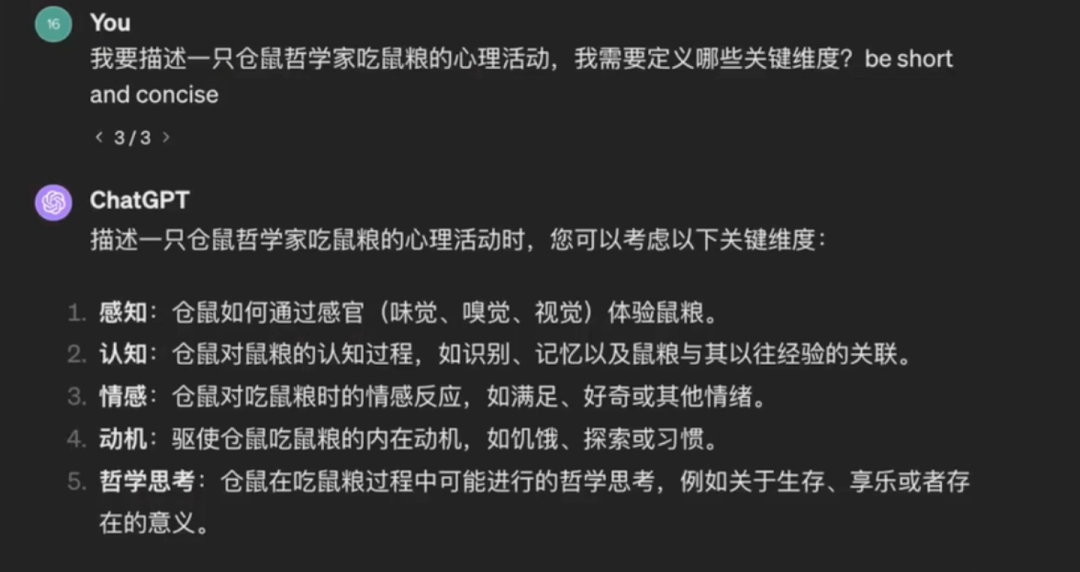 16
You
我要描述一只仓鼠哲学家吃鼠粮的心理活动，我需要定义哪些关键维度？be short
and concise
< 3 / 3 >
ChatGPT
描述一只仓鼠哲学家吃鼠粮的心理活动时，您可以考虑以下关键维度：
1. 感知：仓鼠如何通过感官（味觉、嗅觉、视觉）体验鼠粮。
2. 认知：仓鼠对鼠粮的认知过程，如识别、记忆以及鼠粮与其以往经验的关联。
3. 情感：仓鼠对吃鼠粮时的情感反应，如满足、好奇或其他情绪。
4. 动机：驱使仓鼠吃鼠粮的内在动机，如饥饿、探索或习惯。
5. 哲学思考：仓鼠在吃鼠粮过程中可能进行的哲学思考，例如关于生存、享乐或者存
在的意义。